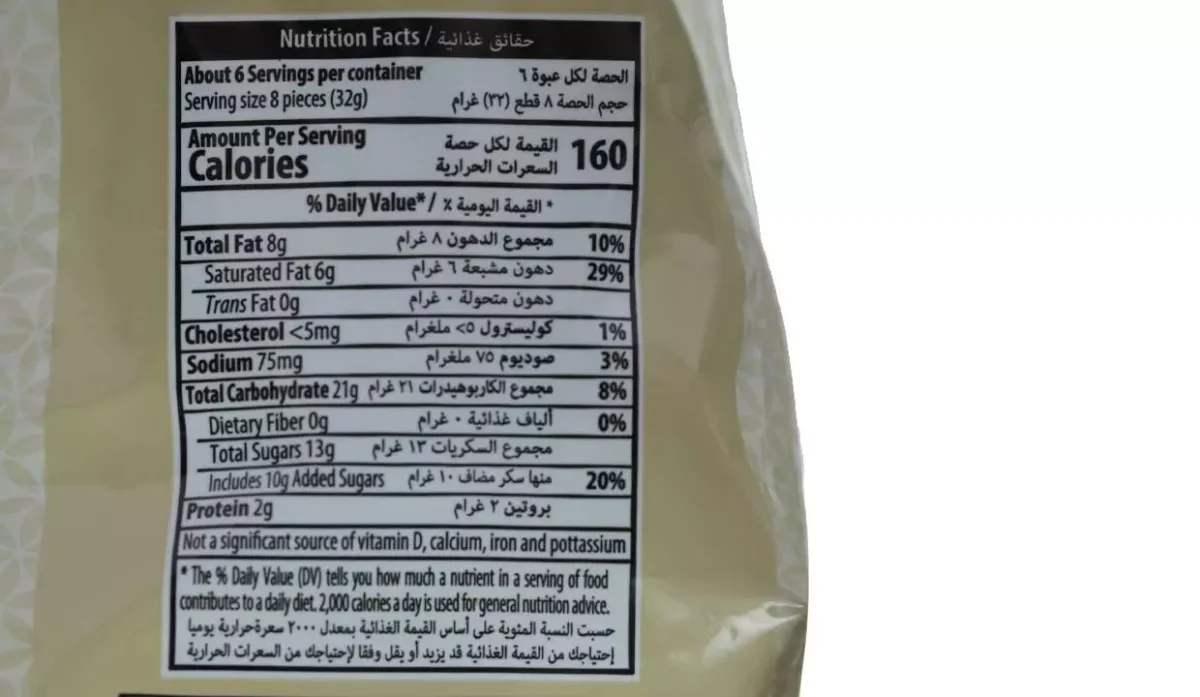 Nutrition Facts / حقائق غذائية
About 6 Servings per container الحصة لكل عبوة ٦
Serving size 8 pieces (32g) حجم الحصة ٨ قطع (٣٢) غرام
Amount Per Serving القيمة لكل حصة
Calories السعرات الحرارية 160
% Daily Value* / القيمة اليومية ٪ *
Total Fat 8g مجموع الدهون ٨ غرام 10%
Saturated Fat 6g دهون مشبعة ٦ غرام 29%
Trans Fat 0g دهون متحولة ٠ غرام
Cholesterol <5mg كوليسترول ٥> ملغرام 1%
Sodium 75mg صوديوم ٧٥ ملغرام 3%
Total Carbohydrate 21g مجموع الكاربوهيدرات ٢١ غرام 8%
Dietary Fiber 0g ألياف غذائية ٠ غرام 0%
Total Sugars 13g مجموع السكريات ١٣ غرام
Includes 10g Added Sugars منها سكر مضاف ١٠ غرام 20%
Protein 2g بروتين ٢ غرام
Not a significant source of vitamin D, calcium, iron and pottassium
* The % Daily Value (DV) tells you how much a nutrient in a serving of food
contributes to a daily diet. 2,000 calories a day is used for general nutrition advice.
حسبت النسبة المئوية على أساس القيمة الغذائية بمعدل ٢٠٠٠ سعرة حرارية يوميا
إحتياجك من القيمة الغذائية قد يزيد أو يقل وفقا لإحتياجك من السعرات الحرارية